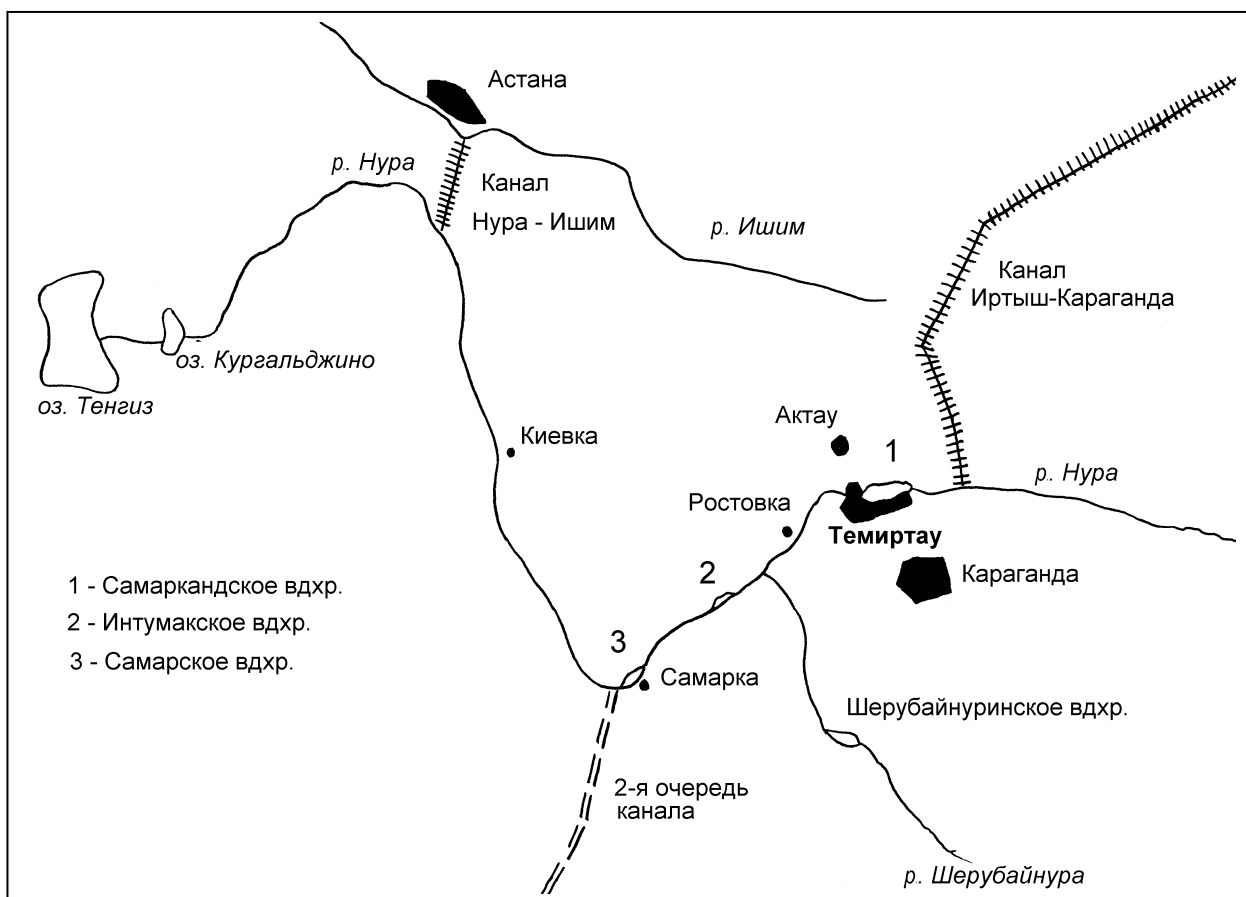 Астана
р. Нура
Канал
Нура - Ишим
р. Ишим
Канал
Иртыш-Караганда
оз. Кургальджино
оз. Тенгиз
Актау
Киевка
1
р. Нура
Ростовка
Темиртау
2
Караганда
1 - Самаркандское вдхр.
2 - Интумакское вдхр.
3 - Самарское вдхр.
3
Самарка
Шерубайнуринское вдхр.
2-я очередь
канала
р. Шерубайнура